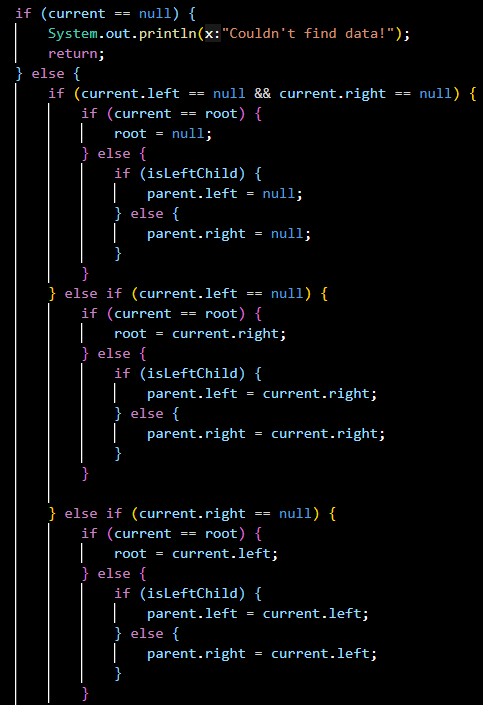 if (current == null) {
    System.out.println(x:"Couldn't find data!");
    return;
} else {
    if (current.left == null && current.right == null) {
        if (current == root) {
            root = null;
        } else {
            if (isLeftChild) {
                parent.left = null;
            } else {
                parent.right = null;
            }
        }
    } else if (current.left == null) {
        if (current == root) {
            root = current.right;
        } else {
            if (isLeftChild) {
                parent.left = current.right;
            } else {
                parent.right = current.right;
            }
        }

    } else if (current.right == null) {
        if (current == root) {
            root = current.left;
        } else {
            if (isLeftChild) {
                parent.left = current.left;
            } else {
                parent.right = current.left;
            }
        }